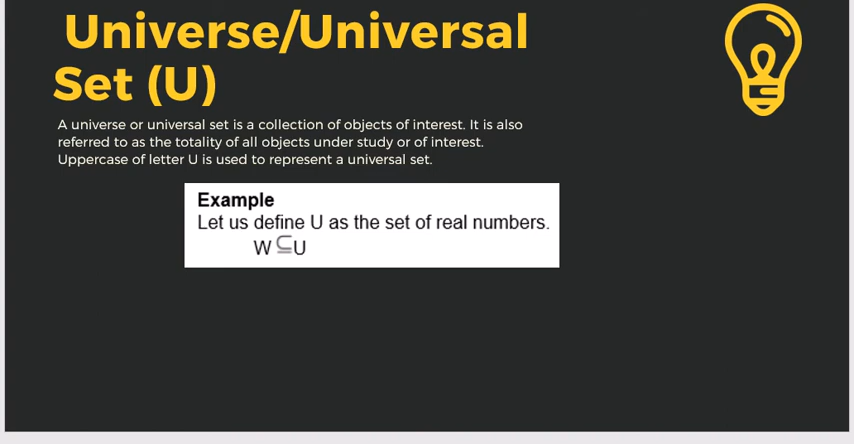 Universe/Universal
Set (U)
A universe or universal set is a collection of objects of interest. It is also
referred to as the totality of all objects under study or of interest.
Uppercase of letter U is used to represent a universal set.
Example
Let us define U as the set of real numbers.
W ⊆ U